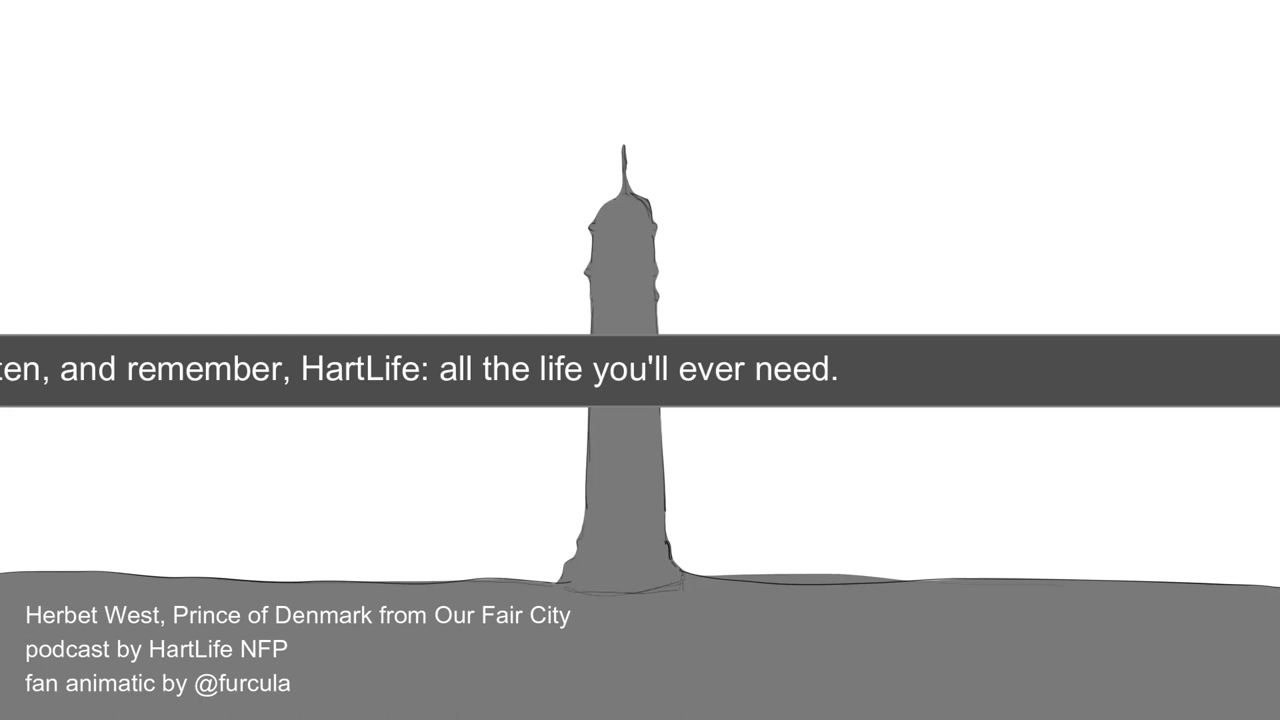 ten, and remember, HartLife: all the life you'll ever need.
Herbet West, Prince of Denmark from Our Fair City
podcast by HartLife NFP
fan animatic by @furcula